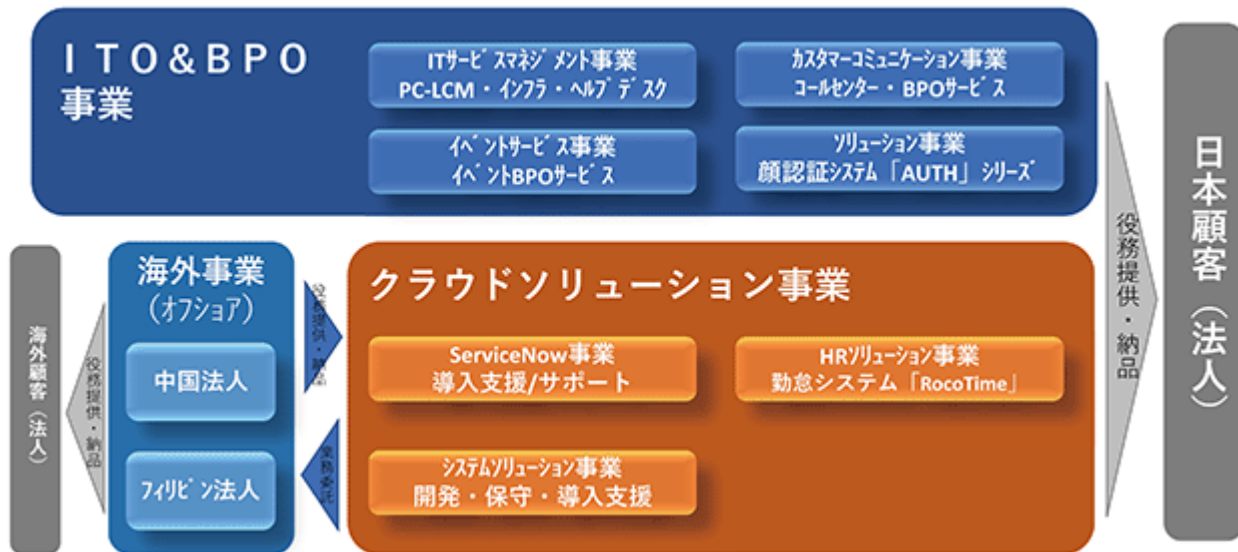 ＩＴＯ＆ＢＰＯ
事業
ITｻｰﾋﾞｽﾏﾈｼﾞﾒﾝﾄ事業
PC-LCM・ｲﾝﾌﾗ・ﾍﾙﾌﾟﾃﾞｽｸ
ｶｽﾀﾏｰｺﾐｭﾆｹｰｼｮﾝ事業
ｺｰﾙｾﾝﾀｰ・BPOｻｰﾋﾞｽ
ｲﾍﾞﾝﾄｻｰﾋﾞｽ事業
ｲﾍﾞﾝﾄBPOｻｰﾋﾞｽ
ｿﾘｭｰｼｮﾝ事業
顔認証ｼｽﾃﾑ「AUTH」ｼﾘｰｽﾞ
海外顧客（法人）
役務提供・納品
海外事業
（ｵﾌｼｮｱ）
中国法人
ﾌｨﾘﾋﾟﾝ法人
役務提供・納品
業務委託
クラウドソリューション事業
ServiceNow事業
導入支援/サポート
HRｿﾘｭｰｼｮﾝ事業
勤怠ｼｽﾃﾑ「RocoTime」
ｼｽﾃﾑｿﾘｭｰｼｮﾝ事業
開発・保守・導入支援
役務提供・納品
日本顧客（法人）